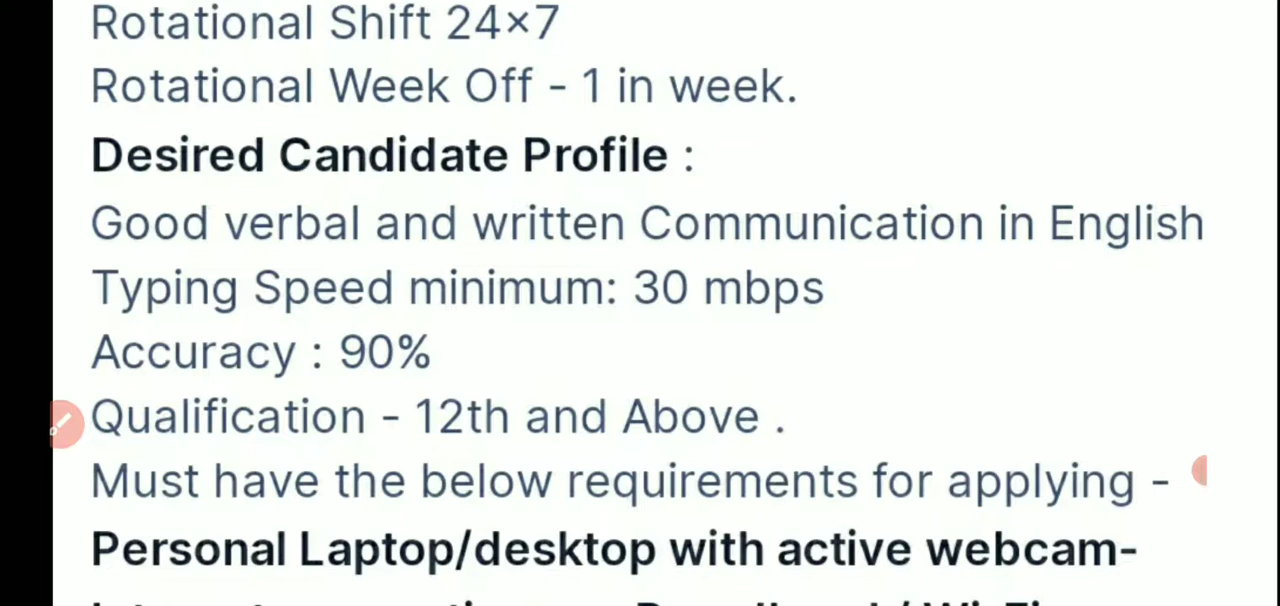 Rotational Shift 24×7
Rotational Week Off - 1 in week.
Desired Candidate Profile :
Good verbal and written Communication in English
Typing Speed minimum: 30 mbps
Accuracy : 90%
Qualification - 12th and Above .
Must have the below requirements for applying -
Personal Laptop/desktop with active webcam-